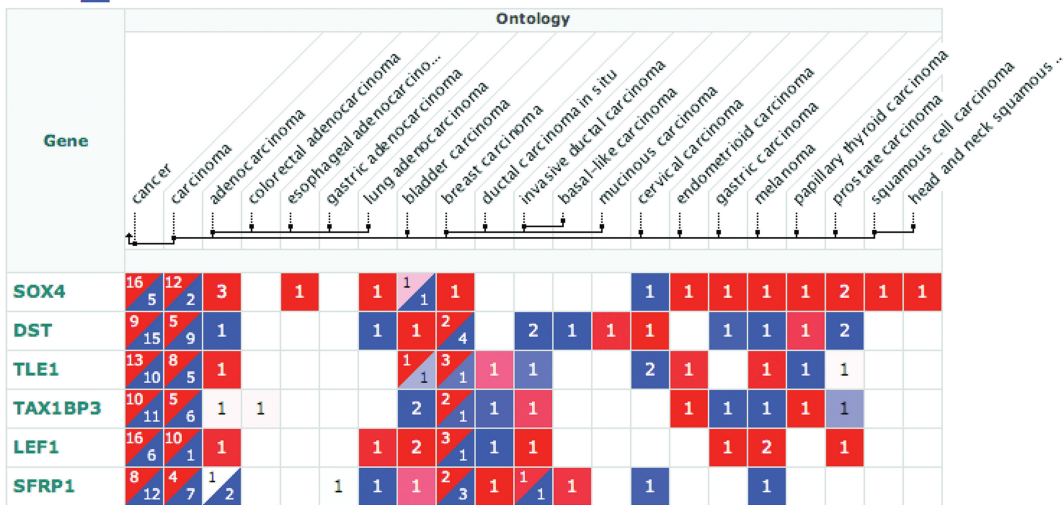 Ontology
Gene
cancer
carcinoma
adenocarcinoma
colorectal adenocarcinoma
esophageal adenocarcino...
gastric adenocarcinoma
lung adenocarcinoma
bladder carcinoma
breast carcinoma
ductal carcinoma in situ
invasive ductal carcinoma
basal-like carcinoma
mucinous carcinoma
cervical carcinoma
endometrioid carcinoma
gastric carcinoma
melanoma
papillary thyroid carcinoma
prostate carcinoma
squamous cell carcinoma
head and neck squamous ...
SOX4 16 5 12 2 3 1 1 1 1 1 1 1 1 1 1 2 1 1
DST 9 15 5 9 1 1 1 2 4 2 1 1 1 1 1 1 2
TLE1 13 10 8 5 1 1 1 3 1 1 1 2 1 1 1 1
TAX1BP3 10 11 5 6 1 1 2 2 1 1 1 1 1 1 1 1
LEF1 16 6 10 1 1 1 2 3 1 1 1 1 2 1
SFRP1 8 12 4 7 1 2 1 1 1 2 3 1 1 1 1 1 1